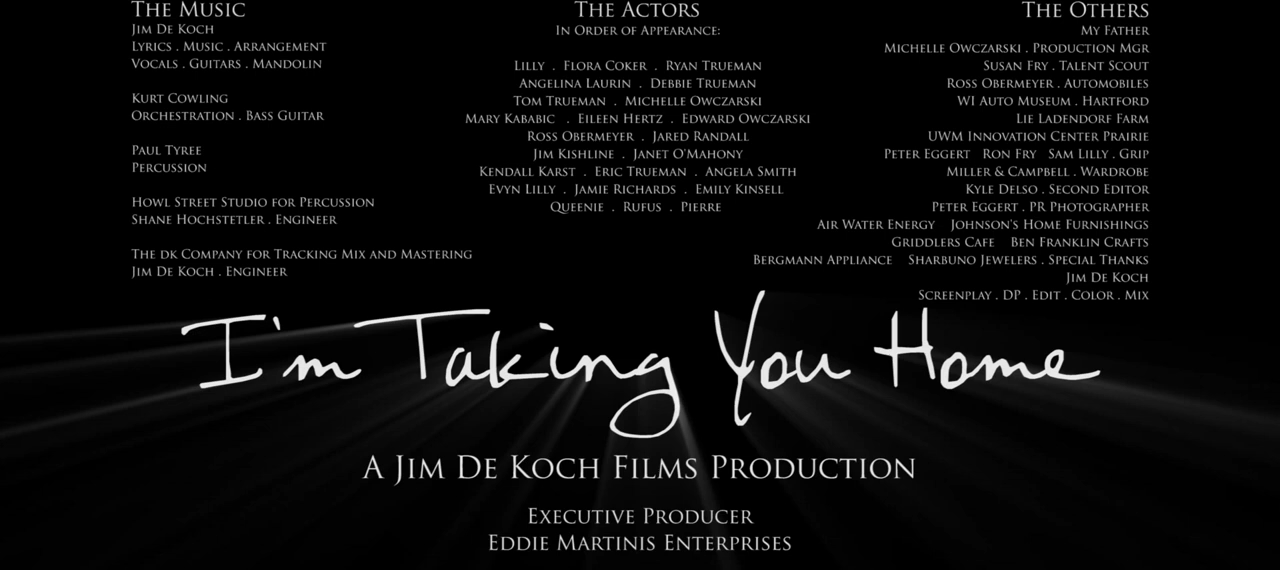 The Music
Jim De Koch
Lyrics . Music . Arrangement
Vocals . Guitars . Mandolin
Kurt Cowling
Orchestration . Bass Guitar
Paul Tyree
Percussion
Howl Street Studio for Percussion
Shane Hochstetler . Engineer
The dk Company for Tracking Mix and Mastering
Jim De Koch . Engineer
The Actors
In Order of Appearance:
Lilly . Flora Coker . Ryan Trueman
Angelina Laurin . Debbie Trueman
Tom Trueman . Michelle Owczarski
Mary Kababic . Eileen Hertz . Edward Owczarski
Ross Obermeyer . Jared Randall
Jim Kishline . Janet O'Mahony
Kendall Karst . Eric Trueman . Angela Smith
Evyn Lilly . Jamie Richards . Emily Kinsell
Queenie . Rufus . Pierre
The Others
My Father
Michelle Owczarski . Production Mgr
Susan Fry . Talent Scout
Ross Obermeyer . Automobiles
WI Auto Museum . Hartford
Lie Ladendorf Farm
UWM Innovation Center Prairie
Peter Eggert Ron Fry Sam Lilly . Grip
Miller & Campbell . Wardrobe
Kyle Delso . Second Editor
Peter Eggert . PR Photographer
Air Water Energy Johnson's Home Furnishings
Griddlers Cafe Ben Franklin Crafts
Bergmann Appliance Sharbuno Jewelers . Special Thanks
Jim De Koch
Screenplay . DP . Edit . Color . Mix
I'm Taking You Home
A Jim De Koch Films Production
Executive Producer
Eddie Martinis Enterprises